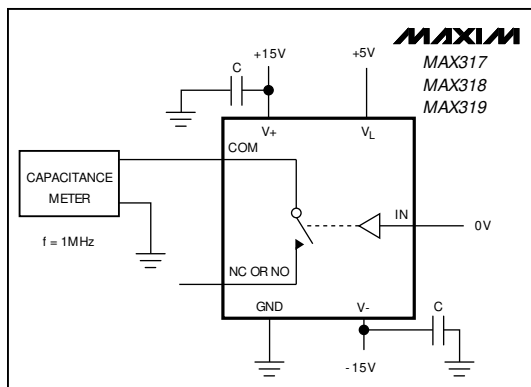 MAXIM
MAX317
MAX318
MAX319
+15V
+5V
C
V+
VL
COM
CAPACITANCE
METER
f = 1MHz
IN
0V
NC OR NO
GND
V-
C
-15V